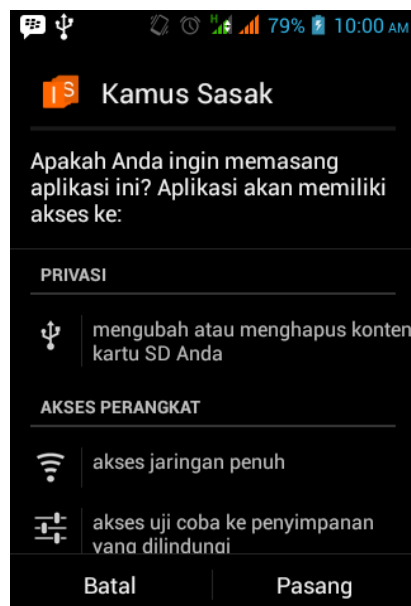 H 79% 10:00 AM
I S Kamus Sasak
Apakah Anda ingin memasang
aplikasi ini? Aplikasi akan memiliki
akses ke:
PRIVASI
mengubah atau menghapus konten
kartu SD Anda
AKSES PERANGKAT
akses jaringan penuh
akses uji coba ke penyimpanan
yang dilindungi
Batal Pasang